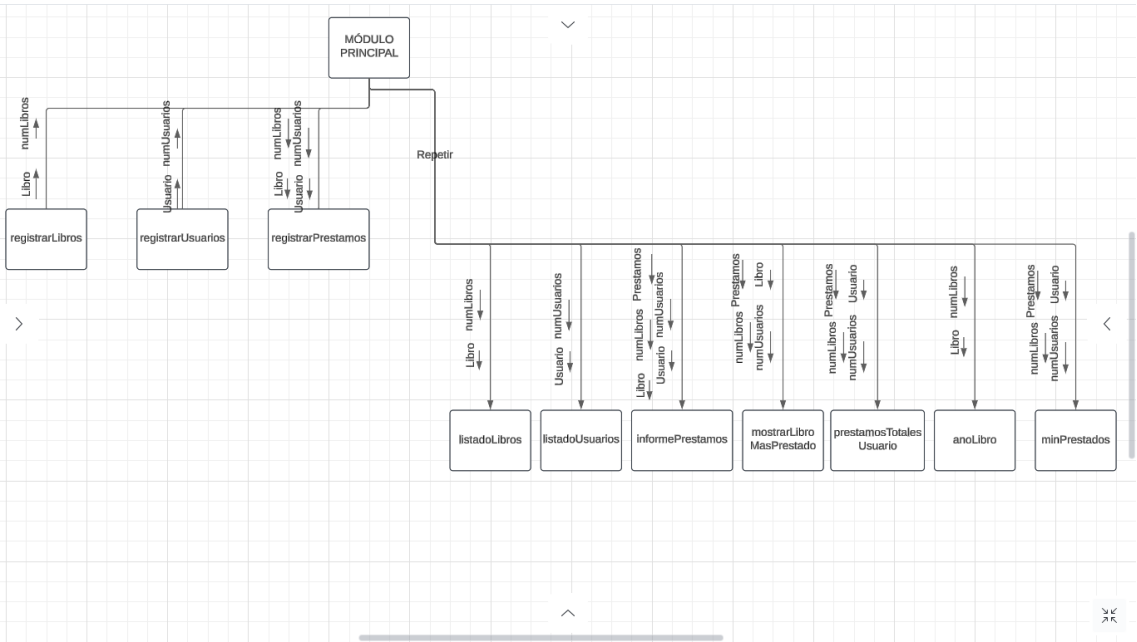 MÓDULO
PRINCIPAL
numLibros
Libro
numUsuarios
Usuario
numLibros
numUsuarios
Libro
Usuario
Repetir
registrarLibros
registrarUsuarios
registrarPrestamos
numLibros
Libro
numUsuarios
Usuario
Prestamos
numUsuarios
numLibros
Usuario
Libro
Prestamos
Libro
numLibros
numUsuarios
Prestamos
Usuario
numLibros
numUsuarios
numLibros
Libro
Prestamos
Usuario
numLibros
numUsuarios
listadoLibros
listadoUsuarios
informePrestamos
mostrarLibro
MasPrestado
prestamosTotales
Usuario
anoLibro
minPrestados